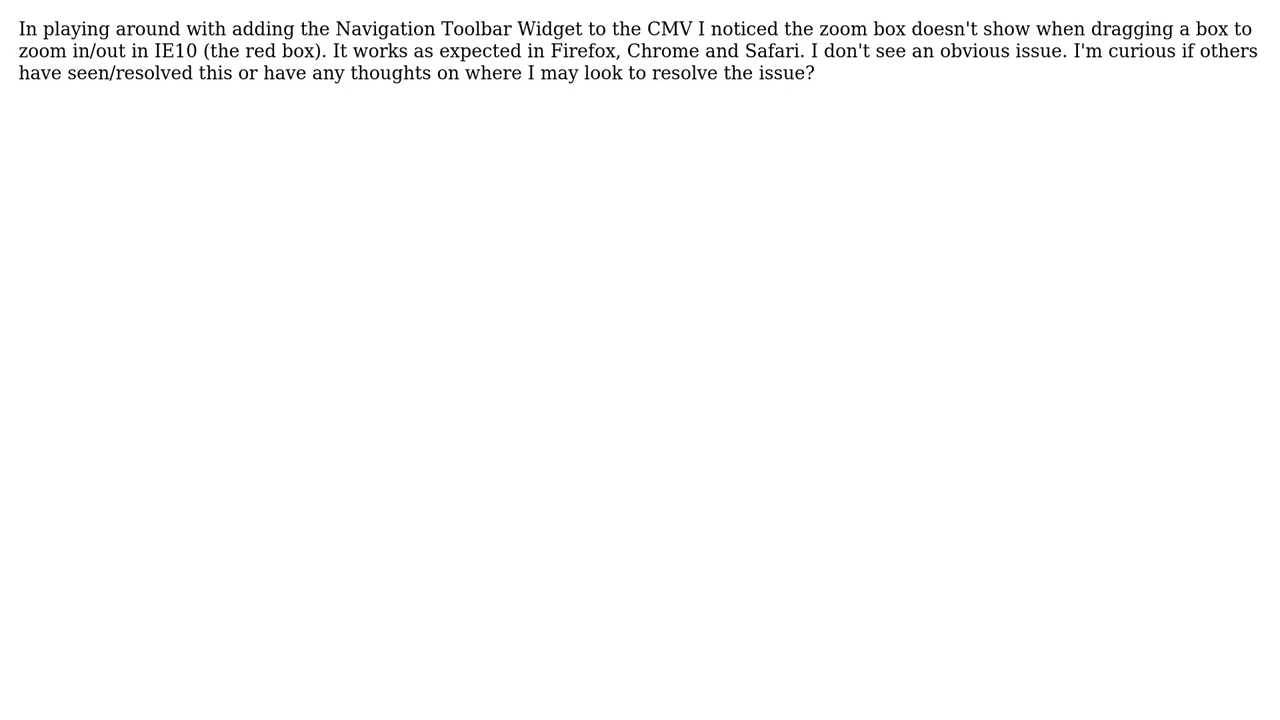 In playing around with adding the Navigation Toolbar Widget to the CMV I noticed the zoom box doesn't show when dragging a box to
zoom in/out in IE10 (the red box). It works as expected in Firefox, Chrome and Safari. I don't see an obvious issue. I'm curious if others
have seen/resolved this or have any thoughts on where I may look to resolve the issue?